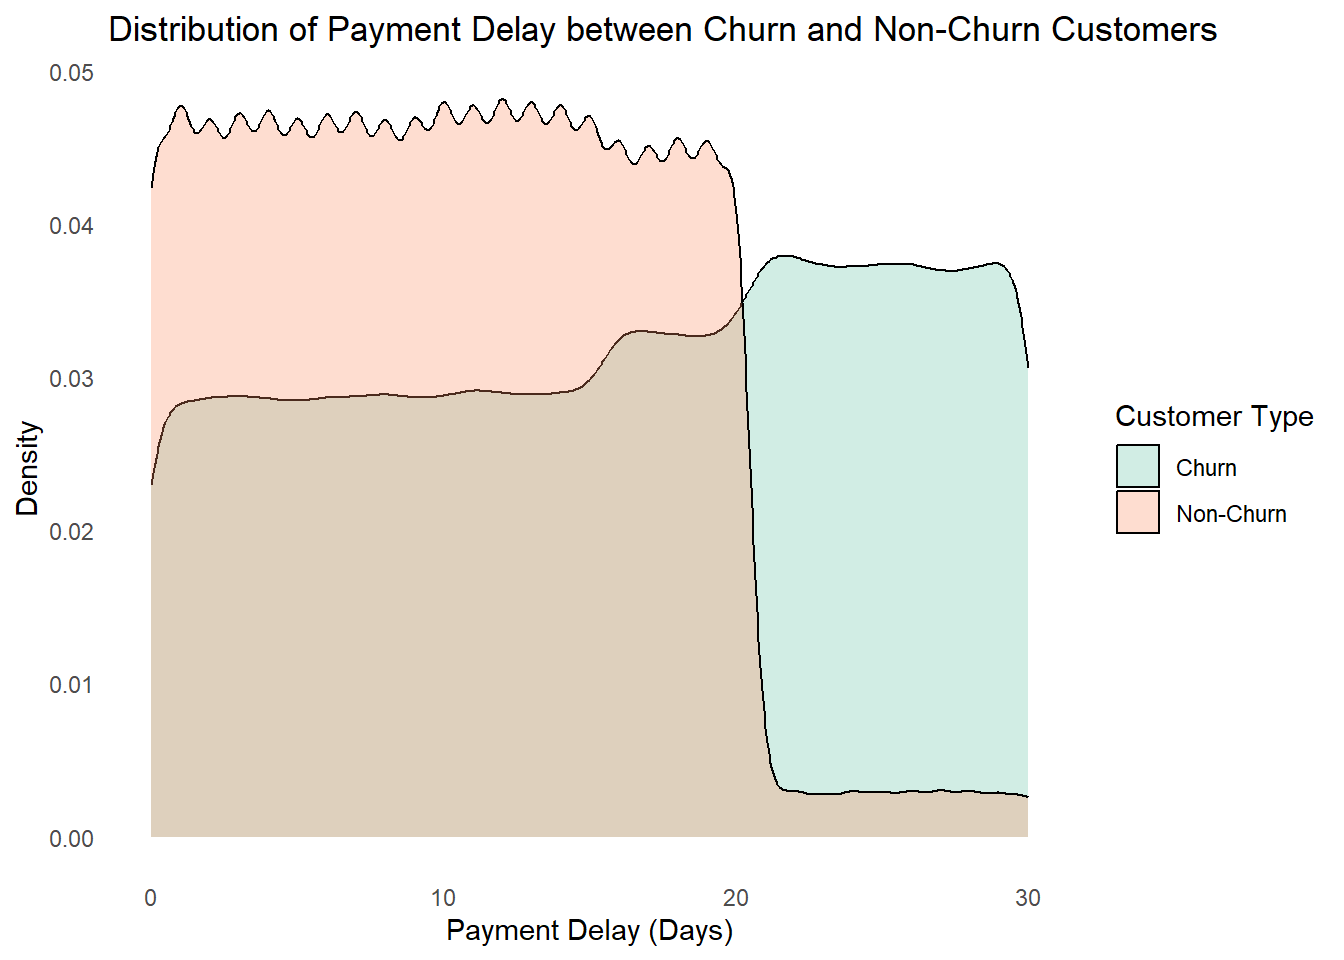 Distribution of Payment Delay between Churn and Non-Churn Customers
0.05
0.04
0.03
0.02
0.01
0.00
Density
0 10 20 30
Payment Delay (Days)
Customer Type
Churn
Non-Churn